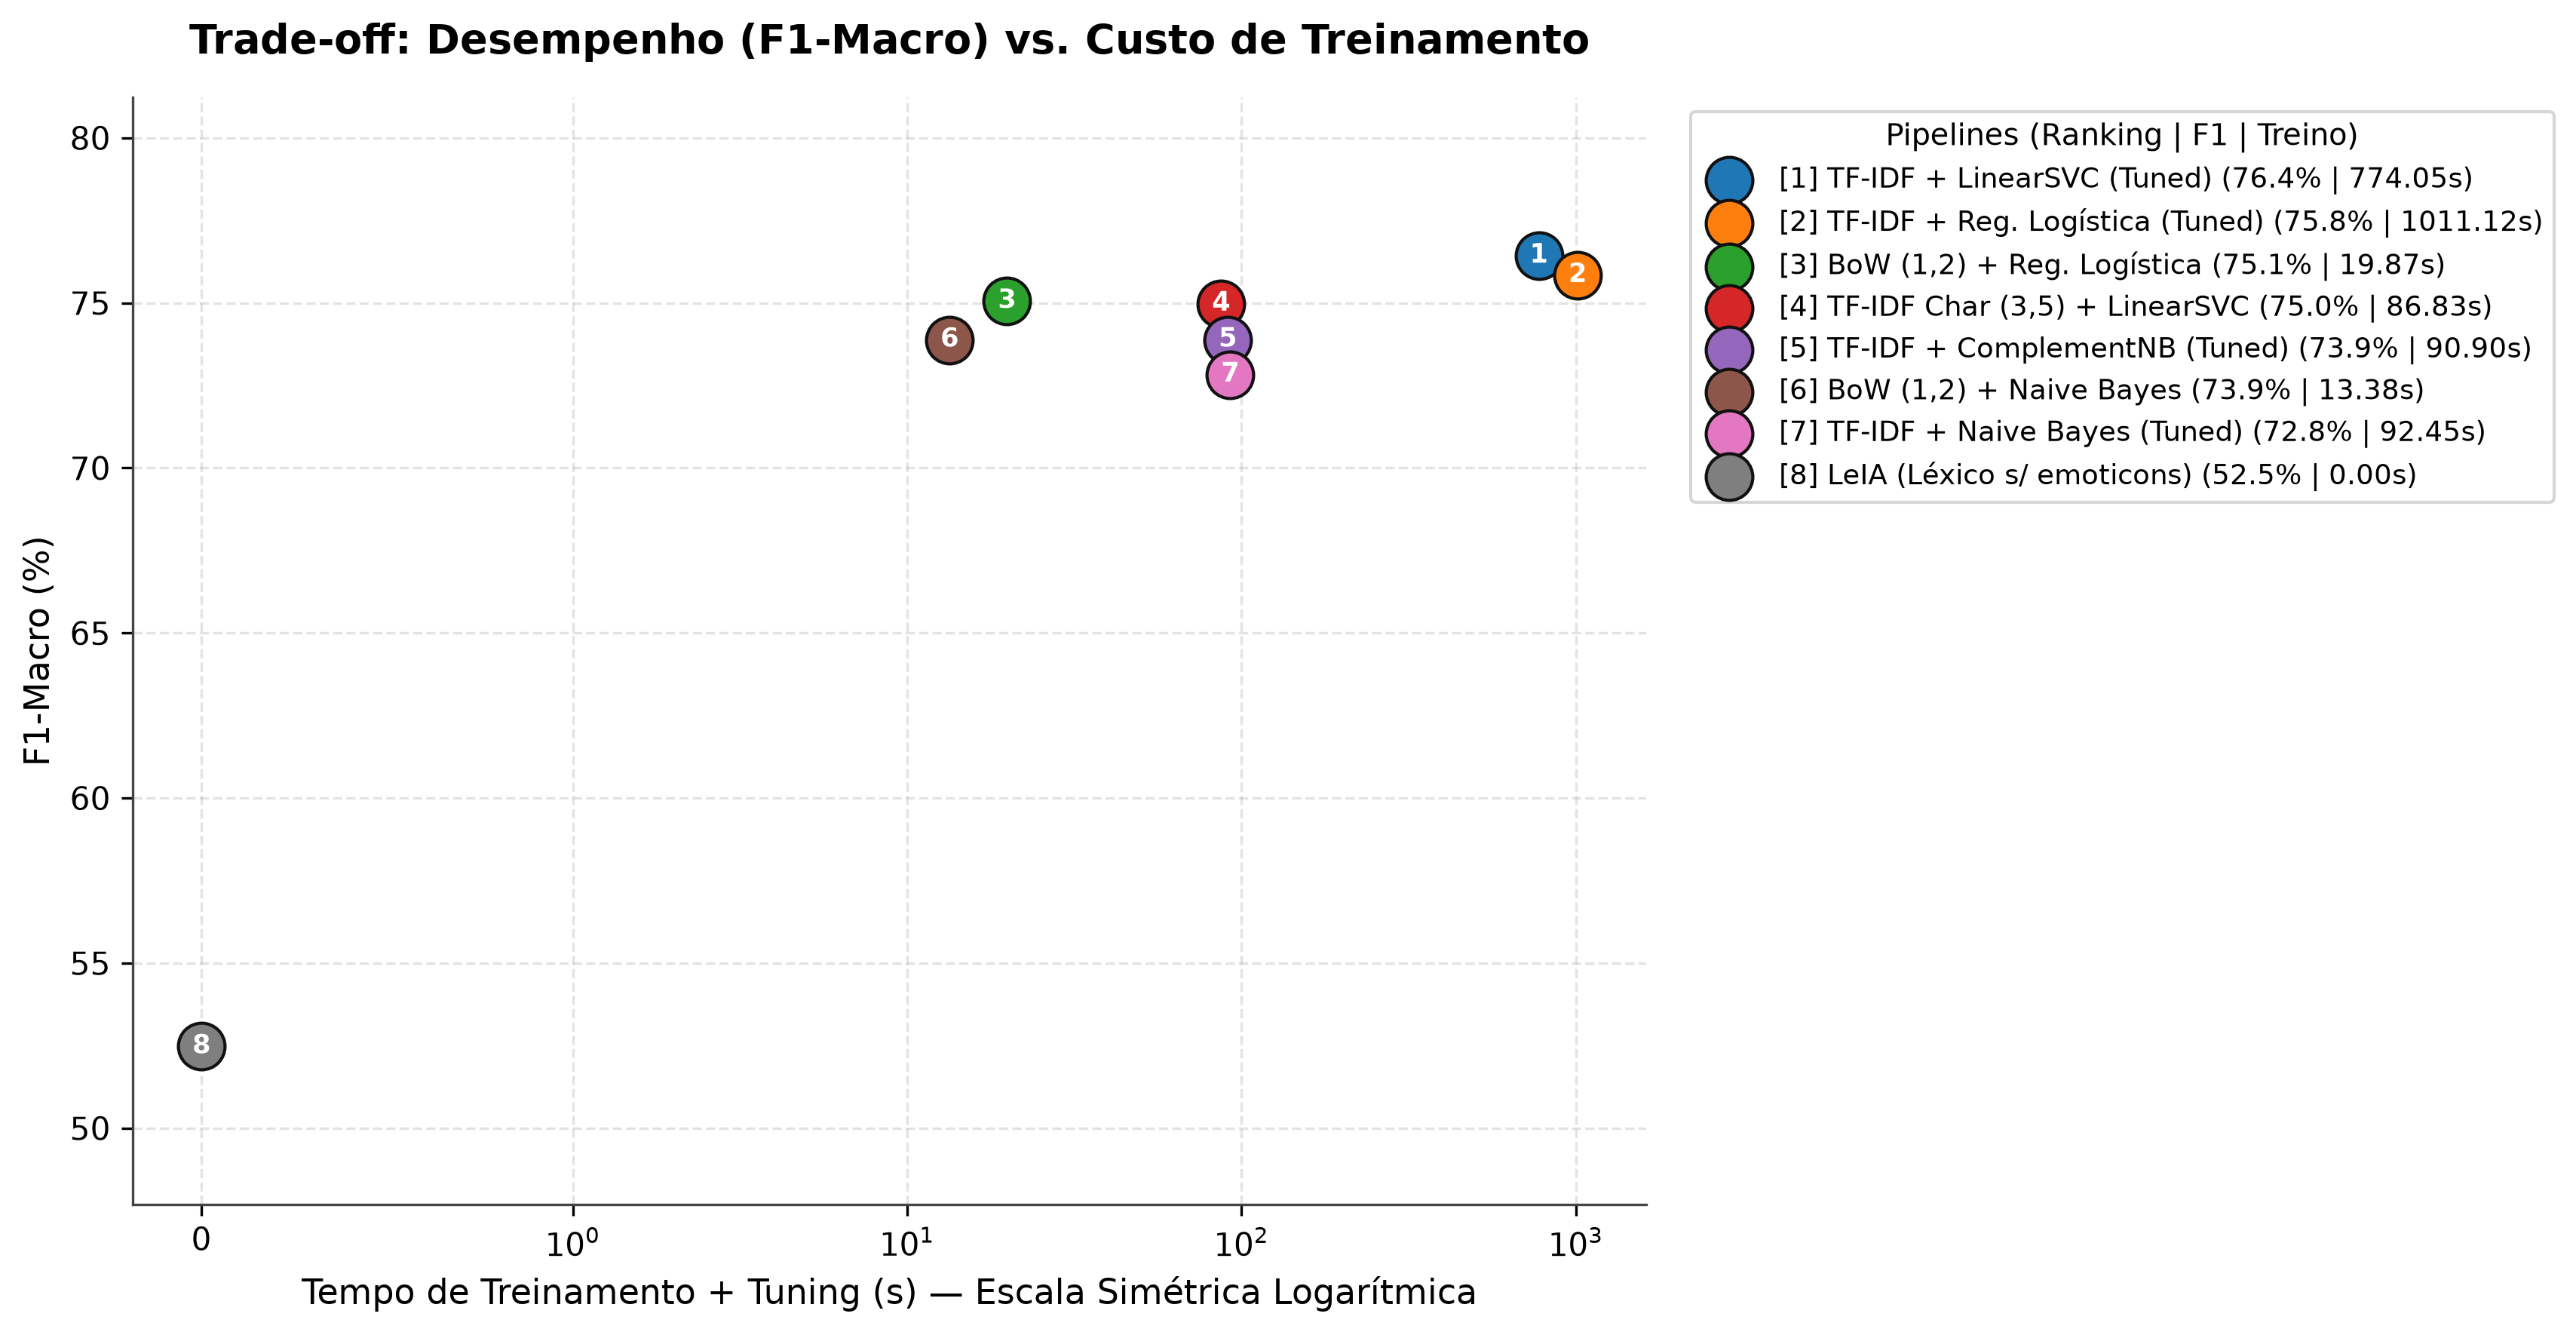 Trade-off: Desempenho (F1-Macro) vs. Custo de Treinamento
F1-Macro (%)
80
75
70
65
60
55
50
1
2
3
4
5
6
7
8
0
10⁰
10¹
10²
10³
Tempo de Treinamento + Tuning (s) — Escala Simétrica Logarítmica
Pipelines (Ranking | F1 | Treino)
[1] TF-IDF + LinearSVC (Tuned) (76.4% | 774.05s)
[2] TF-IDF + Reg. Logística (Tuned) (75.8% | 1011.12s)
[3] BoW (1,2) + Reg. Logística (75.1% | 19.87s)
[4] TF-IDF Char (3,5) + LinearSVC (75.0% | 86.83s)
[5] TF-IDF + ComplementNB (Tuned) (73.9% | 90.90s)
[6] BoW (1,2) + Naive Bayes (73.9% | 13.38s)
[7] TF-IDF + Naive Bayes (Tuned) (72.8% | 92.45s)
[8] LeIA (Léxico s/ emoticons) (52.5% | 0.00s)